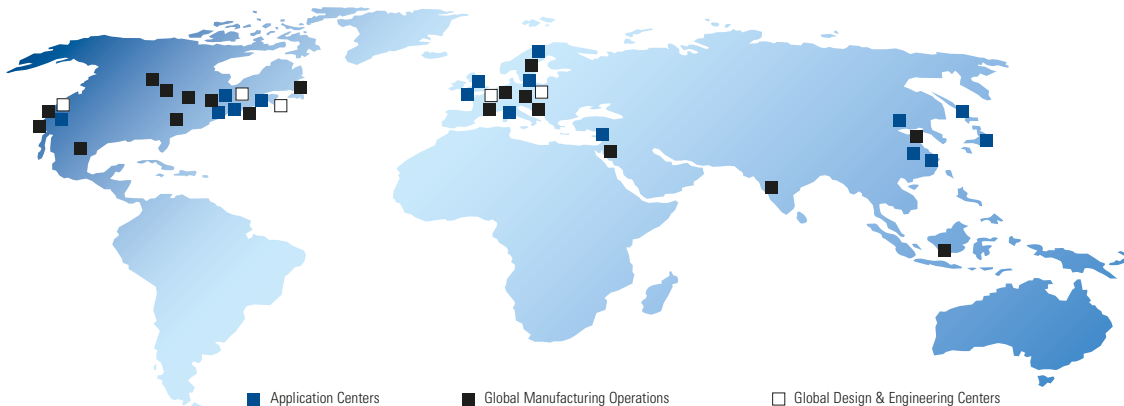 Application Centers
Global Manufacturing Operations
Global Design & Engineering Centers